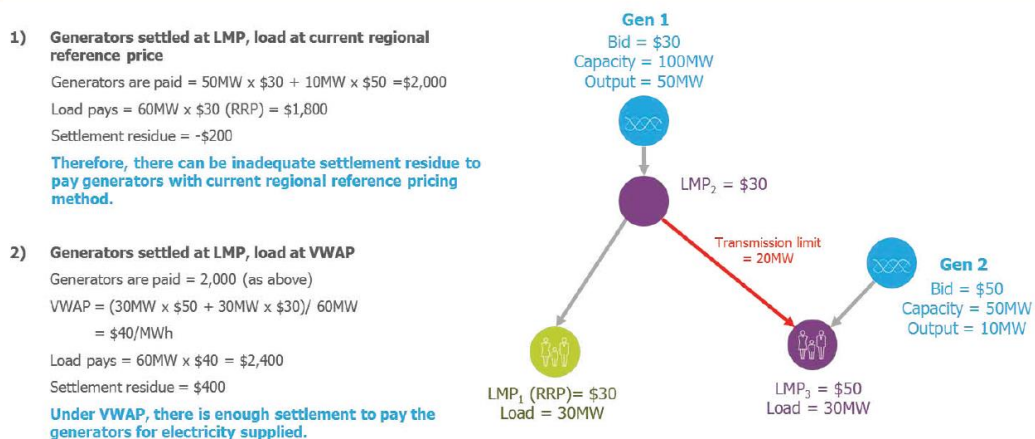 1) Generators settled at LMP, load at current regional
reference price
Generators are paid = 50MW x $30 + 10MW x $50 =$2,000
Load pays = 60MW x $30 (RRP) = $1,800
Settlement residue = -$200
Therefore, there can be inadequate settlement residue to
pay generators with current regional reference pricing
method.
2) Generators settled at LMP, load at VWAP
Generators are paid = 2,000 (as above)
VWAP = (30MW x $50 + 30MW x $30)/ 60MW
= $40/MWh
Load pays = 60MW x $40 = $2,400
Settlement residue = $400
Under VWAP, there is enough settlement to pay the
generators for electricity supplied.
Gen 1
Bid = $30
Capacity = 100MW
Output = 50MW
LMP₂ = $30
Transmission limit
= 20MW
Gen 2
Bid = $50
Capacity = 50MW
Output = 10MW
LMP₁ (RRP)= $30
Load = 30MW
LMP₃ = $50
Load = 30MW